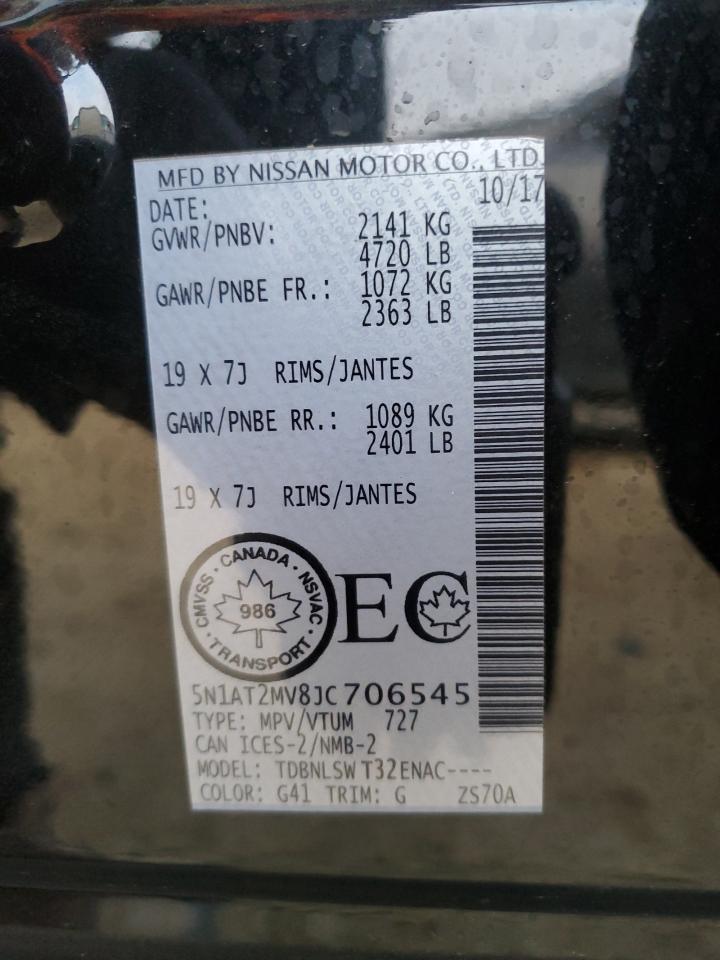 MFD BY NISSAN MOTOR CO., LTD.
DATE: 10/17
GVWR/PNBV: 2141 KG
4720 LB
GAWR/PNBE FR.: 1072 KG
2363 LB
19 X 7J RIMS/JANTES
GAWR/PNBE RR.: 1089 KG
2401 LB
19 X 7J RIMS/JANTES
CMVSS · CANADA · NSVAC · TRANSPORT ·
986
EC
5N1AT2MV8JC706545
TYPE: MPV/VTUM 727
CAN ICES-2/NMB-2
MODEL: TDBNLSW T32ENAC----
COLOR: G41 TRIM: G ZS70A